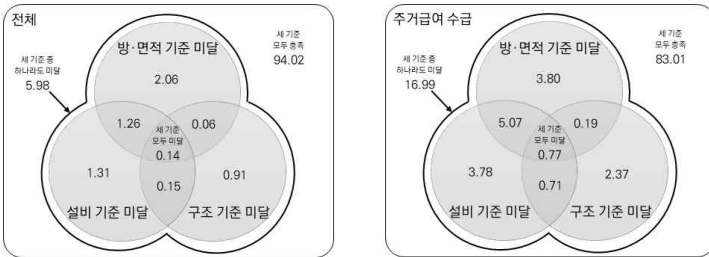 전체
세 기준
모두 충족
94.02
세 기준 중
하나라도 미달
5.98
방·면적 기준 미달
2.06
1.26
0.06
세 기준
모두 미달
0.14
1.31
0.15
0.91
설비 기준 미달
구조 기준 미달
주거급여 수급
세 기준
모두 충족
83.01
세 기준 중
하나라도 미달
16.99
방·면적 기준 미달
3.80
5.07
0.19
세 기준
모두 미달
0.77
3.78
0.71
2.37
설비 기준 미달
구조 기준 미달